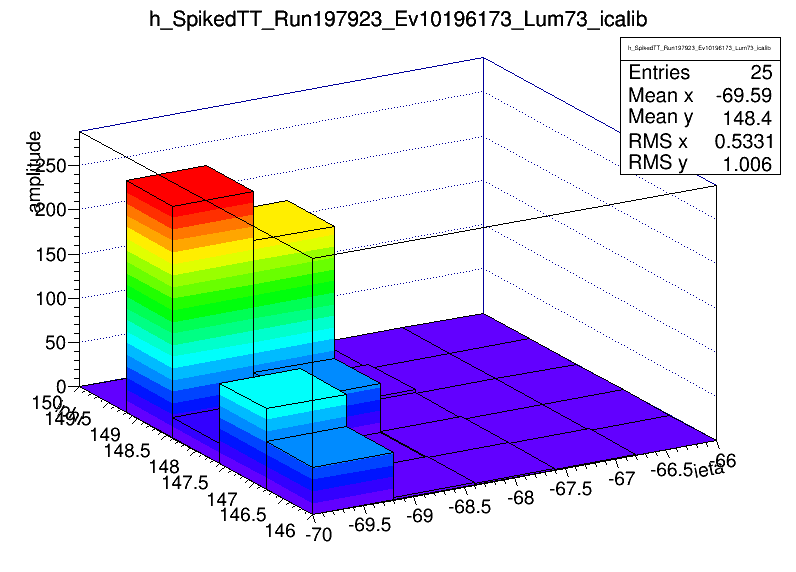 h_SpikedTT_Run197923_Ev10196173_Lum73_icalib
h_SpikedTT_Run197923_Ev10196173_Lum73_icalib
Entries 25
Mean x -69.59
Mean y 148.4
RMS x 0.5331
RMS y 1.006
amplitude
250
200
150
100
50
0
150
149.5
149
148.5
148
147.5
147
146.5
146
-70
-69.5
-69
-68.5
-68
-67.5
-67
-66.5
-66
ieta